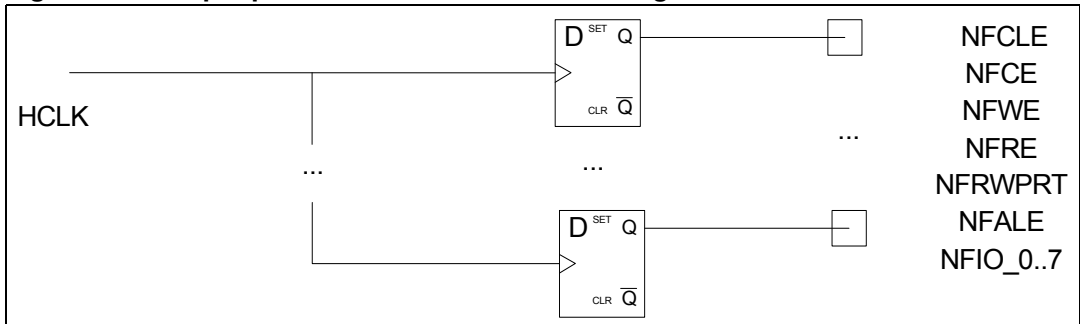 D SET Q
NFCLE
NFCE
HCLK
CLR Q
NFWE
...
NFRE
... ...
NFRWPRT
D SET Q
NFALE
NFIO_0..7
CLR Q